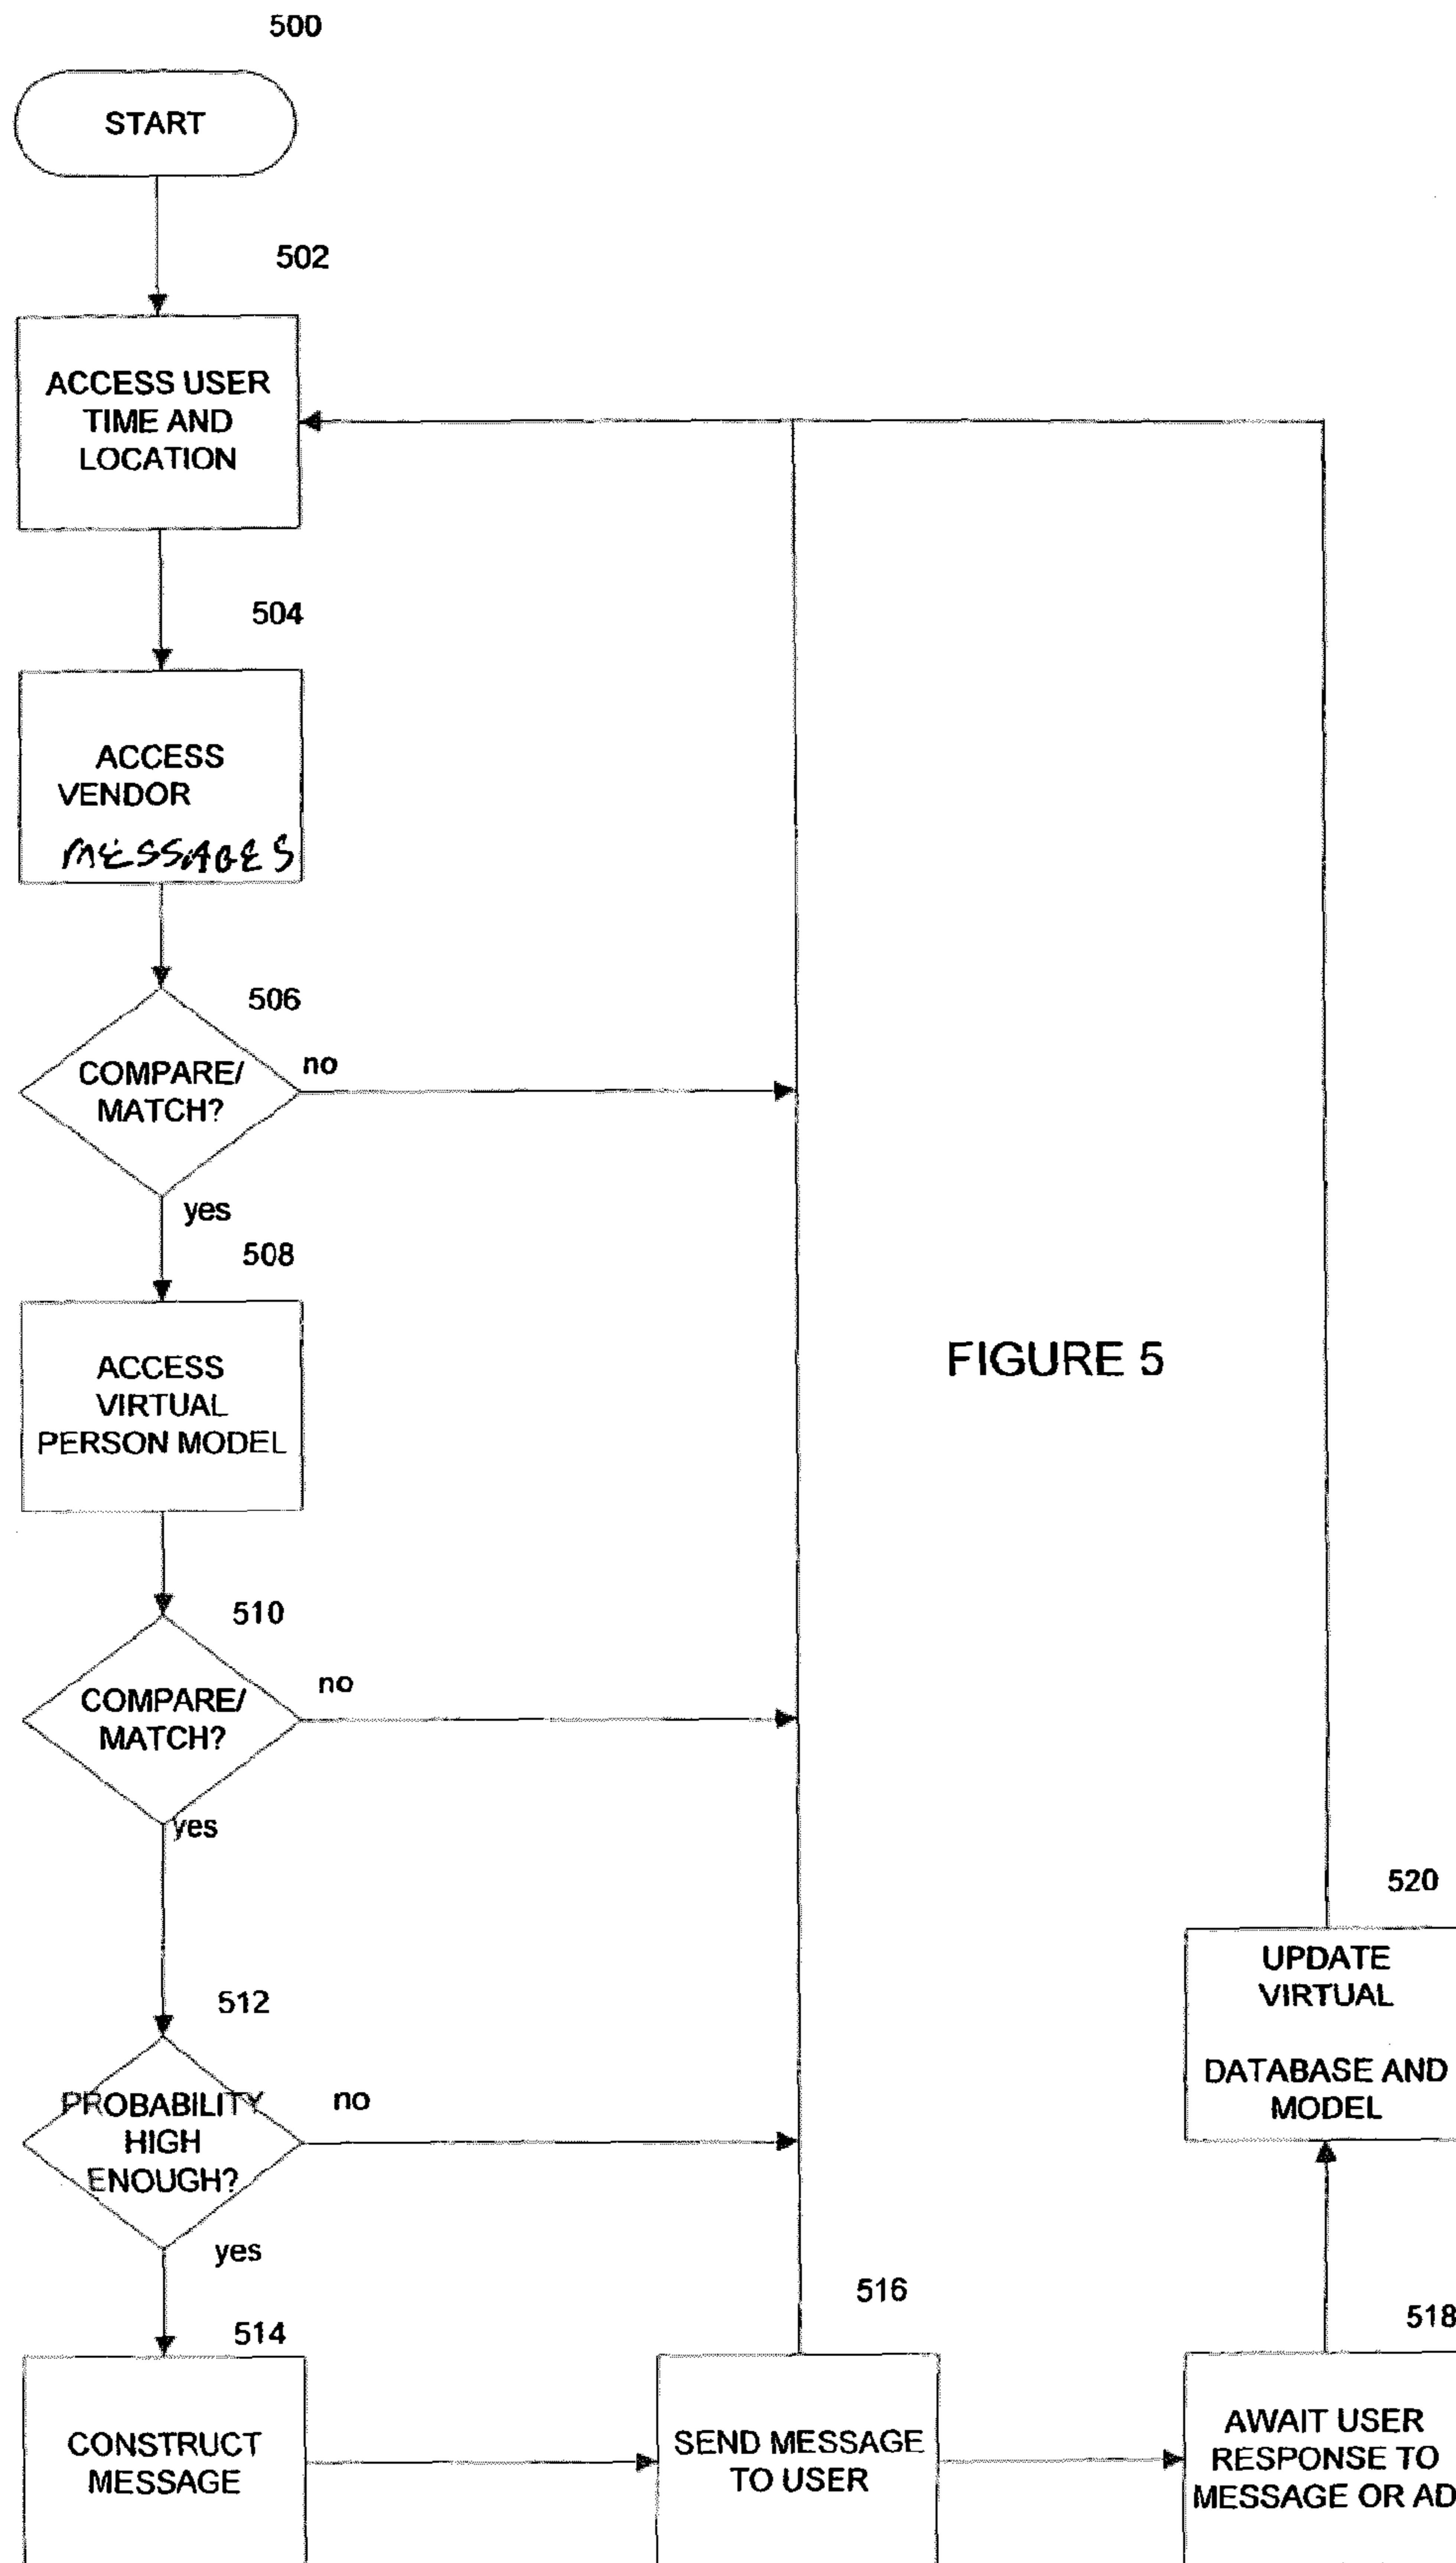 500
START
502
ACCESS USER
TIME AND
LOCATION
504
ACCESS
VENDOR
MESSAGES
506
COMPARE/
MATCH?
no
yes
508
ACCESS
VIRTUAL
PERSON MODEL
FIGURE 5
510
COMPARE/
MATCH?
no
yes
512
PROBABILITY
HIGH
ENOUGH?
no
yes
514
CONSTRUCT
MESSAGE
516
SEND MESSAGE
TO USER
518
AWAIT USER
RESPONSE TO
MESSAGE OR AD
520
UPDATE
VIRTUAL
DATABASE AND
MODEL